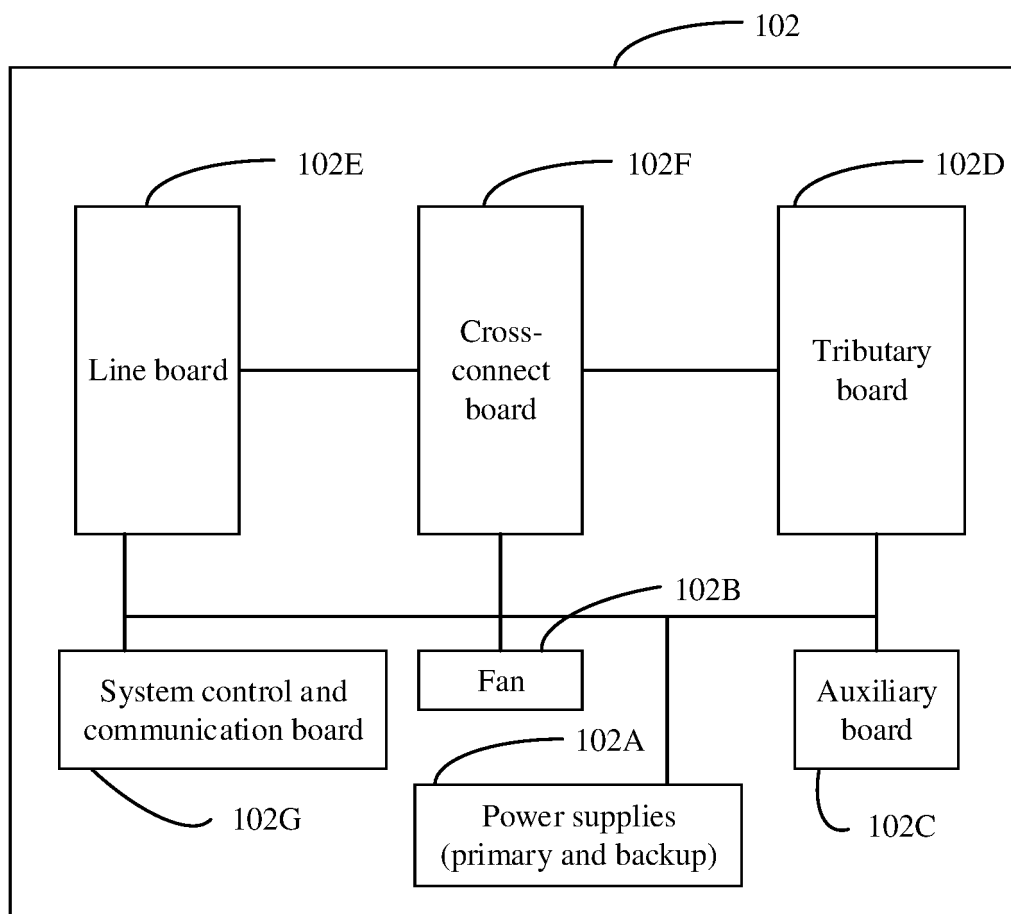 102
102E
102F
102D
Line board
Cross-
connect
board
Tributary
board
102B
System control and
communication board
Fan
Auxiliary
board
102A
102G
Power supplies
(primary and backup)
102C